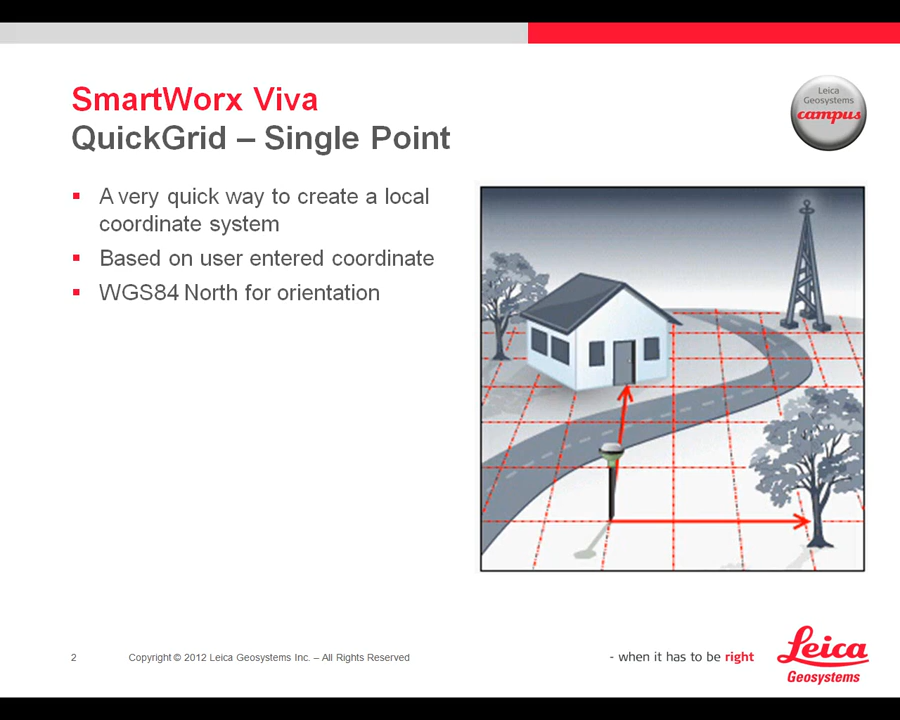 SmartWorx Viva
QuickGrid – Single Point
Leica
Geosystems
campus
A very quick way to create a local
coordinate system
Based on user entered coordinate
WGS84 North for orientation
2
Copyright © 2012 Leica Geosystems Inc. – All Rights Reserved
- when it has to be right
Leica
Geosystems